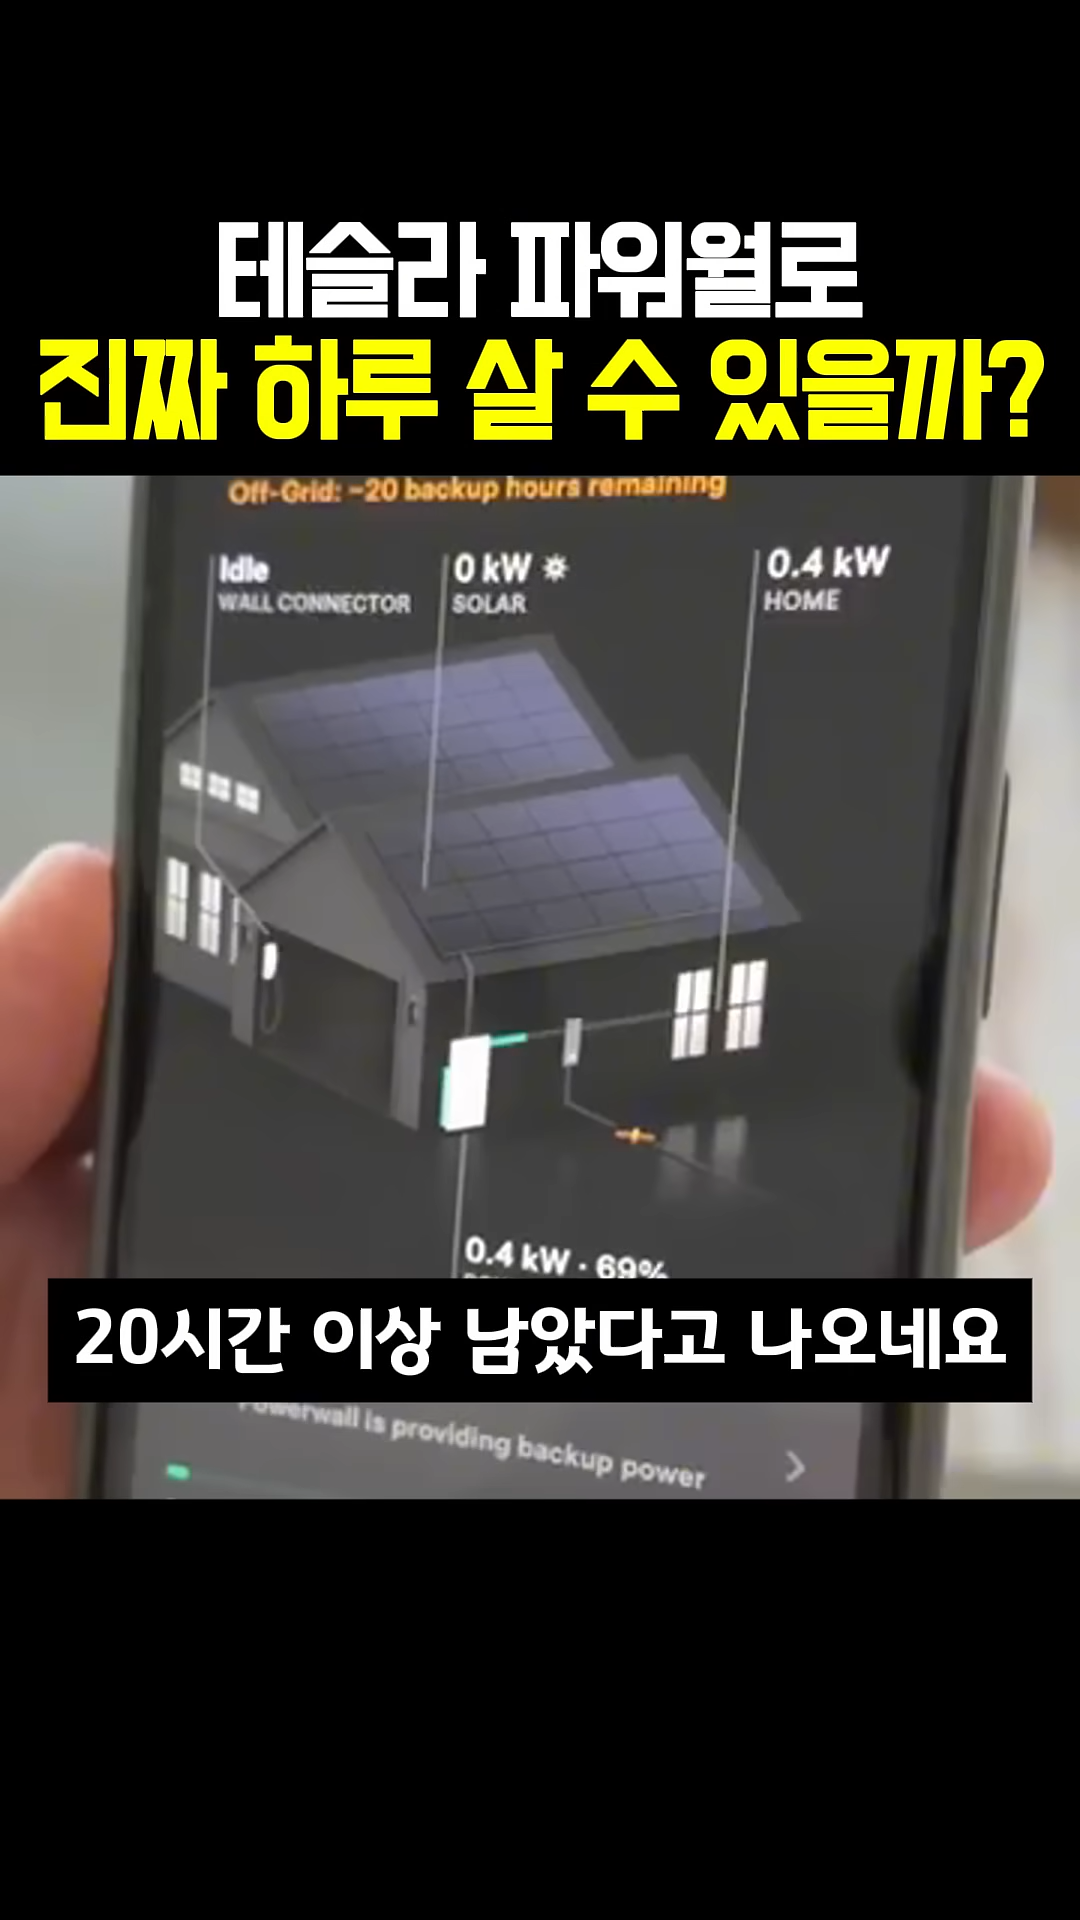 테슬라 파워월로
진짜 하루 살 수 있을까?
Off-Grid: ~20 backup hours remaining
Idle
WALL CONNECTOR
0 kW
SOLAR
0.4 kW
HOME
0.4 kW · 69%
20시간 이상 남았다고 나오네요
Powerwall is providing backup power